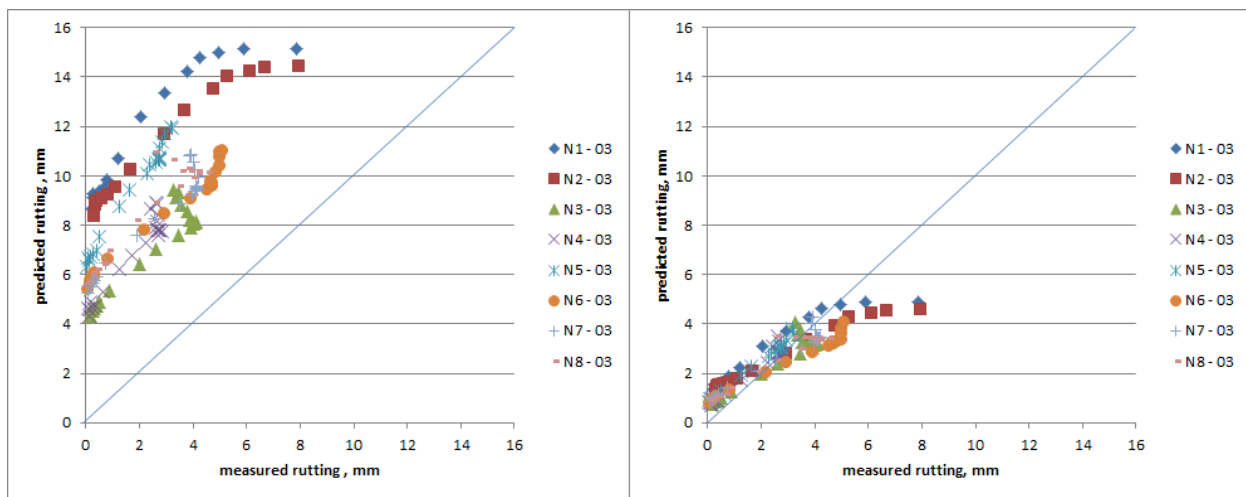 predicted rutting, mm
16
14
12
10
8
6
4
2
0
0 2 4 6 8 10 12 14 16
measured rutting , mm
N1 - 03
N2 - 03
N3 - 03
N4 - 03
N5 - 03
N6 - 03
N7 - 03
N8 - 03
predicted rutting, mm
16
14
12
10
8
6
4
2
0
0 2 4 6 8 10 12 14 16
measured rutting, mm
N1 - 03
N2 - 03
N3 - 03
N4 - 03
N5 - 03
N6 - 03
N7 - 03
N8 - 03